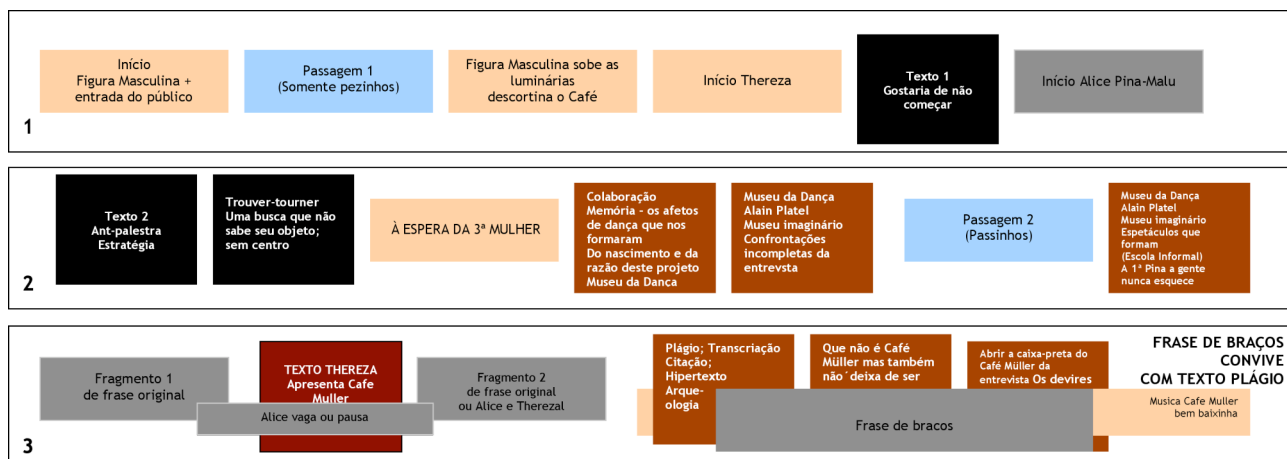 Início
Figura Masculina +
entrada do público
Passagem 1
(Somente pezinhos)
Figura Masculina sobe as
luminárias
descortina o Café
Início Thereza
Texto 1
Gostaria de não
começar
Início Alice Pina-Malu
1
Texto 2
Ant-palestra
Estratégia
Trouver-tourner
Uma busca que não
sabe seu objeto;
sem centro
À ESPERA DA 3ª MULHER
Colaboração
Memória - os afetos
de dança que nos
formaram
Do nascimento e da
razão deste projeto
Museu da Dança
Museu da Dança
Alain Platel
Museu imaginário
Confrontações
incompletas da
entrevsta
Passagem 2
(Passinhos)
Museu da Dança
Alain Platel
Museu imaginário
Espetáculos que
formam
(Escola Informal)
A 1ª Pina a gente
nunca esquece
2
Fragmento 1
de frase original
TEXTO THEREZA
Apresenta Cafe
Muller
Alice vaga ou pausa
Fragmento 2
de frase original
ou Alice e Therezal
Plágio; Transcriação
Citação;
Hipertexto
Arque-
ologia
Que não é Café
Müller mas também
não´deixa de ser
Abrir a caixa-preta do
Café Müller da
entrevista Os devires
Frase de bracos
FRASE DE BRAÇOS
CONVIVE
COM TEXTO PLÁGIO
Musica Cafe Muller
bem baixinha
3